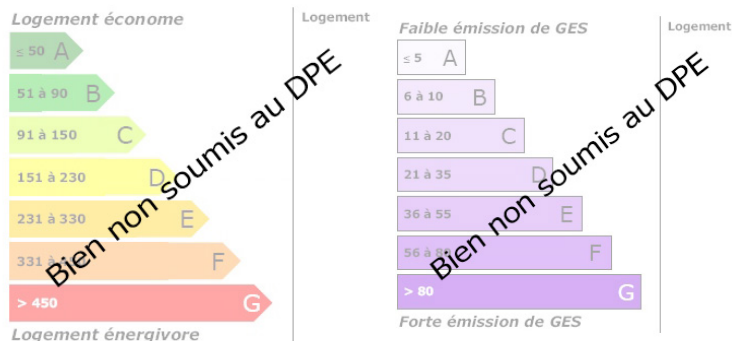 Logement économe
Logement
≤ 50 A
51 à 90 B
91 à 150 C
151 à 230 D
231 à 330 E
331 à F
> 450 G
Logement énergivore
Bien non soumis au DPE
Faible émission de GES
Logement
≤ 5 A
6 à 10 B
11 à 20 C
21 à 35 D
36 à 55 E
56 à 80 F
> 80 G
Forte émission de GES
Bien non soumis au DPE